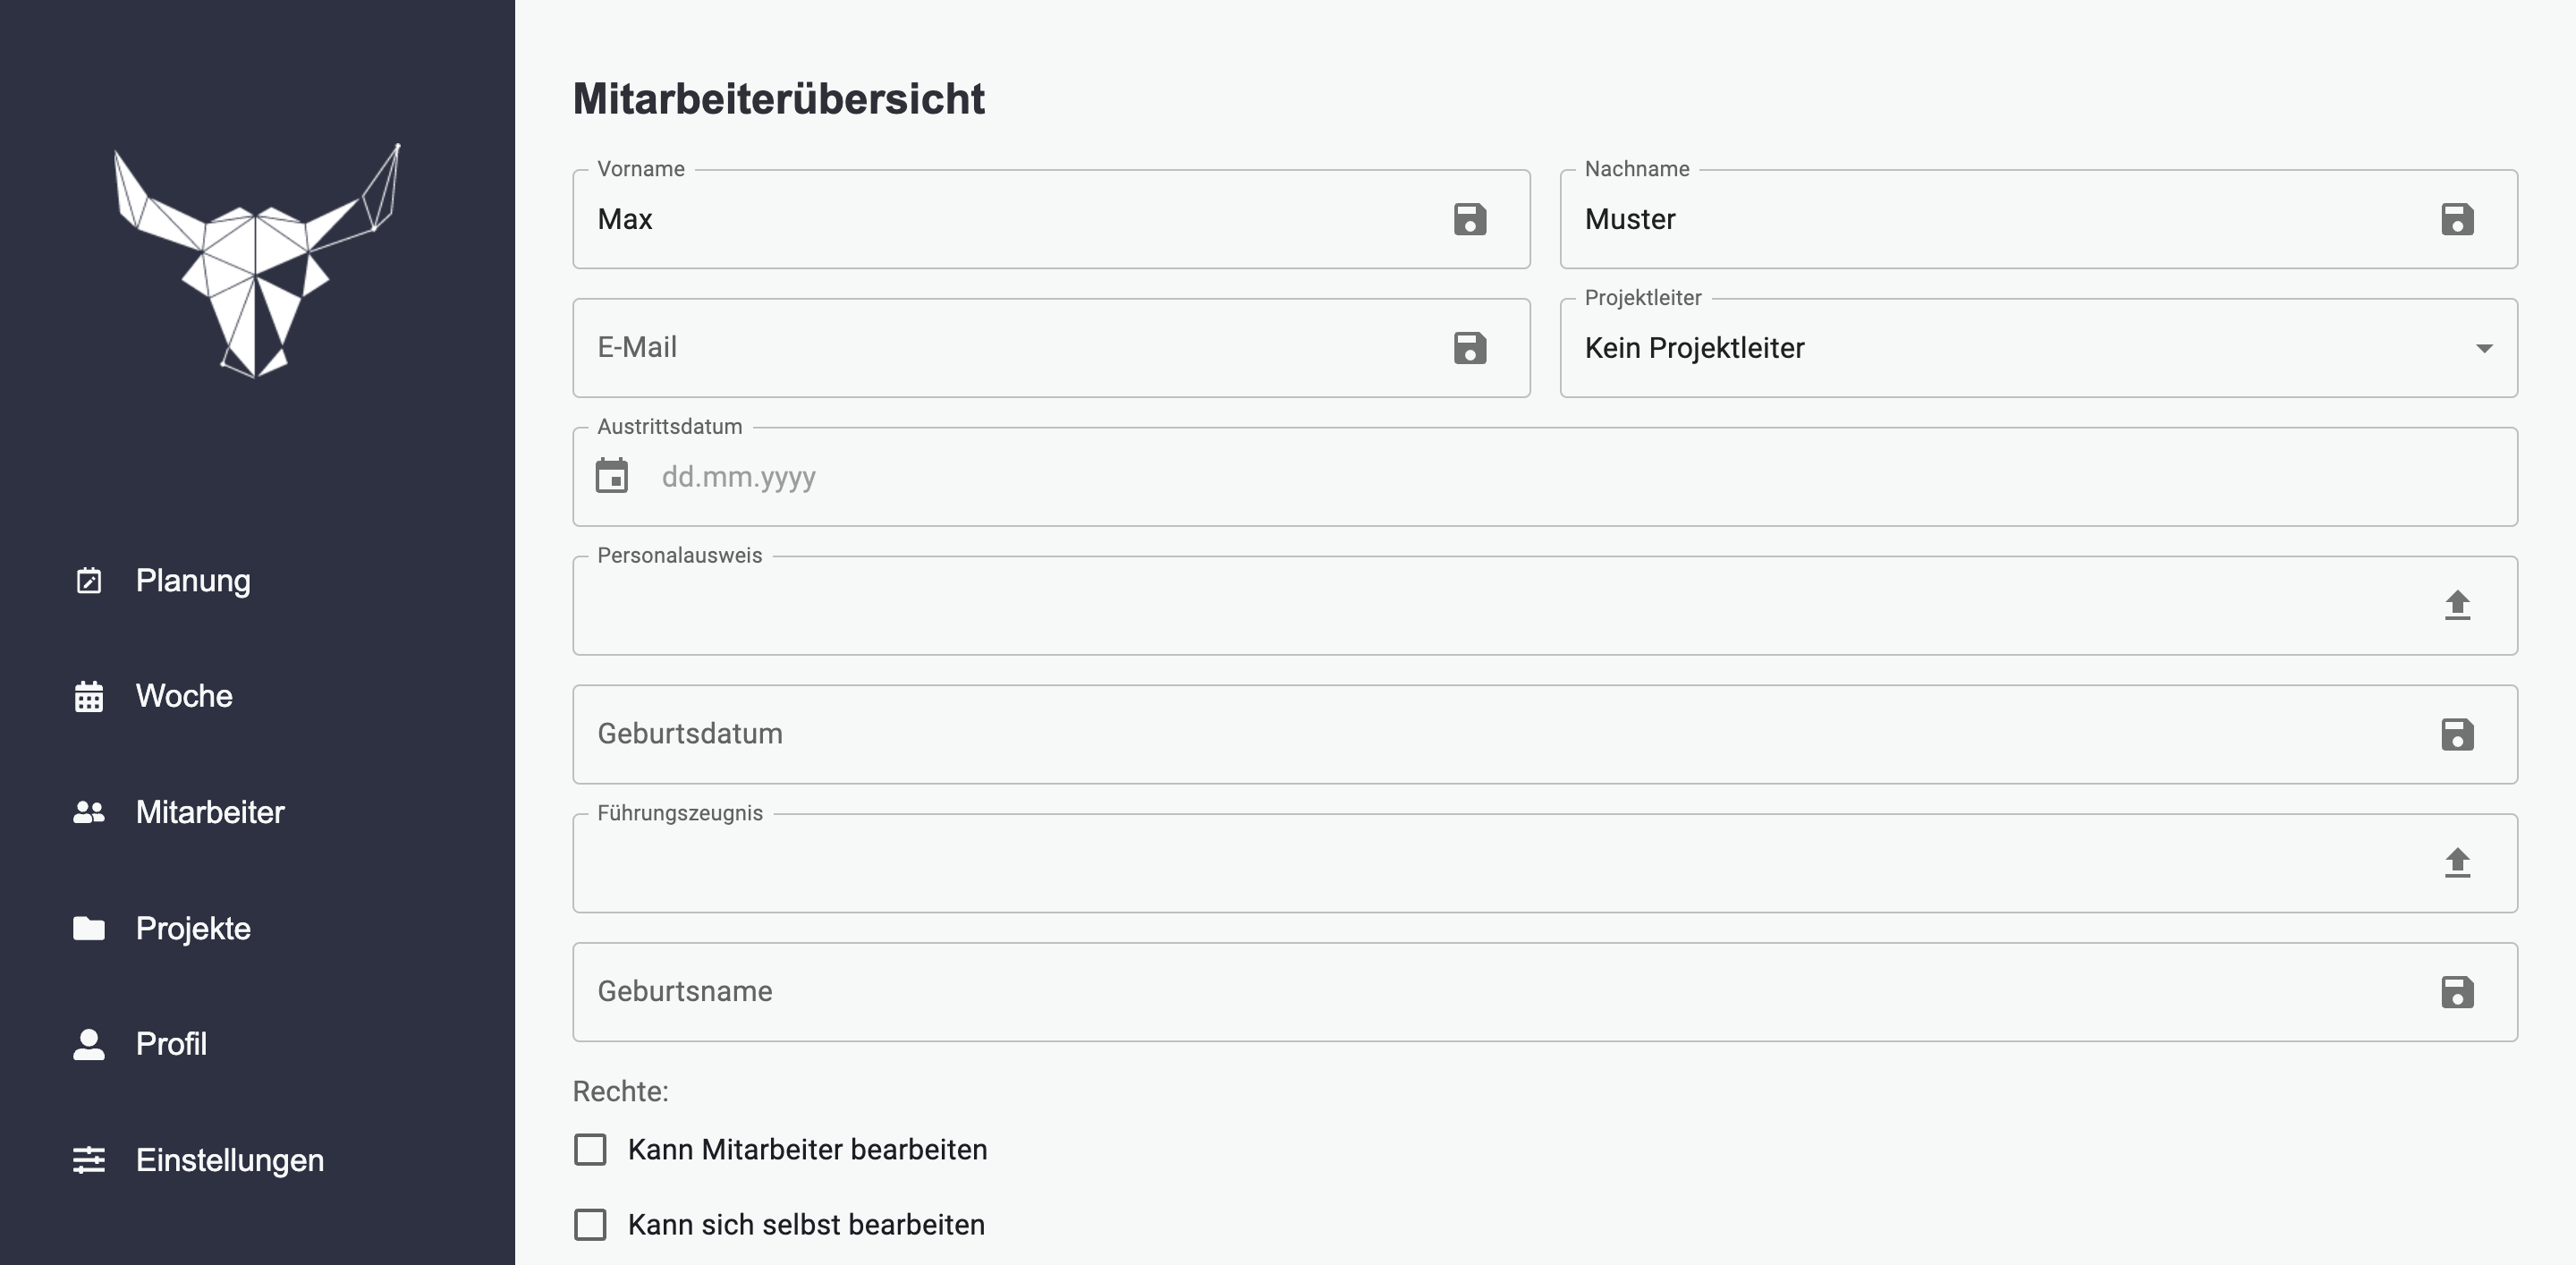 Planung
Woche
Mitarbeiter
Projekte
Profil
Einstellungen
Mitarbeiterübersicht
Vorname
Max
Nachname
Muster
E-Mail
Projektleiter
Kein Projektleiter
Austrittsdatum
dd.mm.yyyy
Personalausweis
Geburtsdatum
Führungszeugnis
Geburtsname
Rechte:
Kann Mitarbeiter bearbeiten
Kann sich selbst bearbeiten